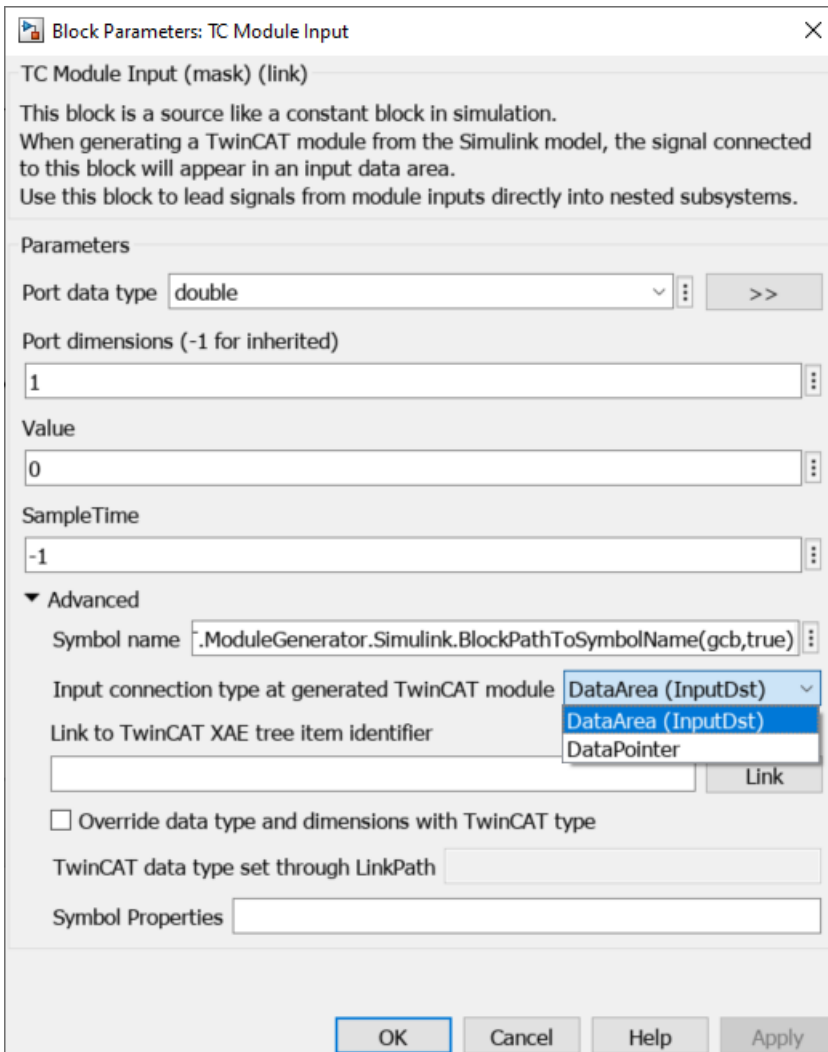 Block Parameters: TC Module Input
TC Module Input (mask) (link)
This block is a source like a constant block in simulation.
When generating a TwinCAT module from the Simulink model, the signal connected
to this block will appear in an input data area.
Use this block to lead signals from module inputs directly into nested subsystems.
Parameters
Port data type double >>
Port dimensions (-1 for inherited)
1
Value
0
SampleTime
-1
Advanced
Symbol name .ModuleGenerator.Simulink.BlockPathToSymbolName(gcb,true)
Input connection type at generated TwinCAT module DataArea (InputDst)
DataArea (InputDst)
Link to TwinCAT XAE tree item identifier
DataPointer
Link
Override data type and dimensions with TwinCAT type
TwinCAT data type set through LinkPath
Symbol Properties
OK Cancel Help Apply